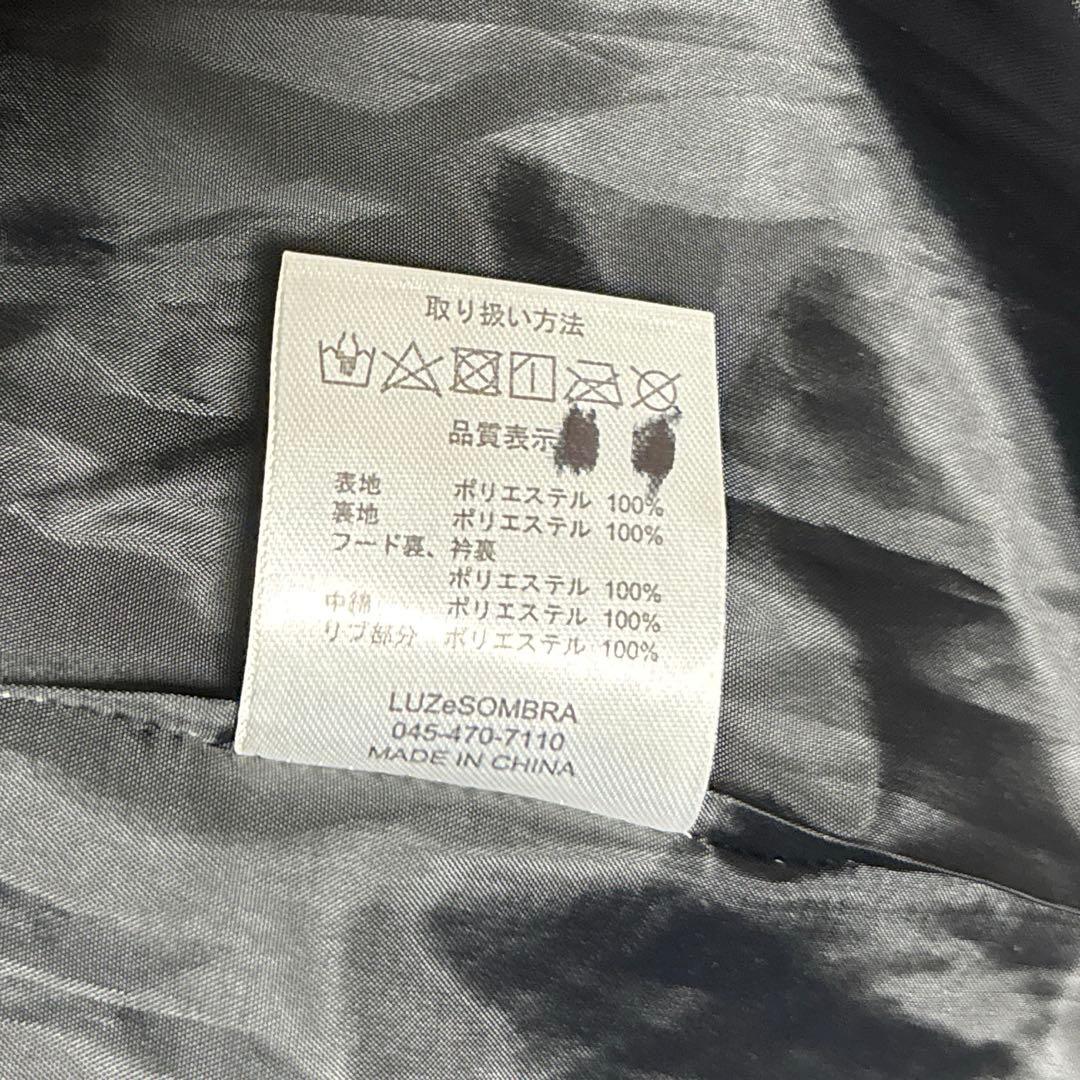 取り扱い方法
品質表示
表地 ポリエステル 100%
裏地 ポリエステル 100%
フード裏、衿裏
ポリエステル 100%
中綿 ポリエステル 100%
リブ部分 ポリエステル 100%
LUZeSOMBRA
045-470-7110
MADE IN CHINA